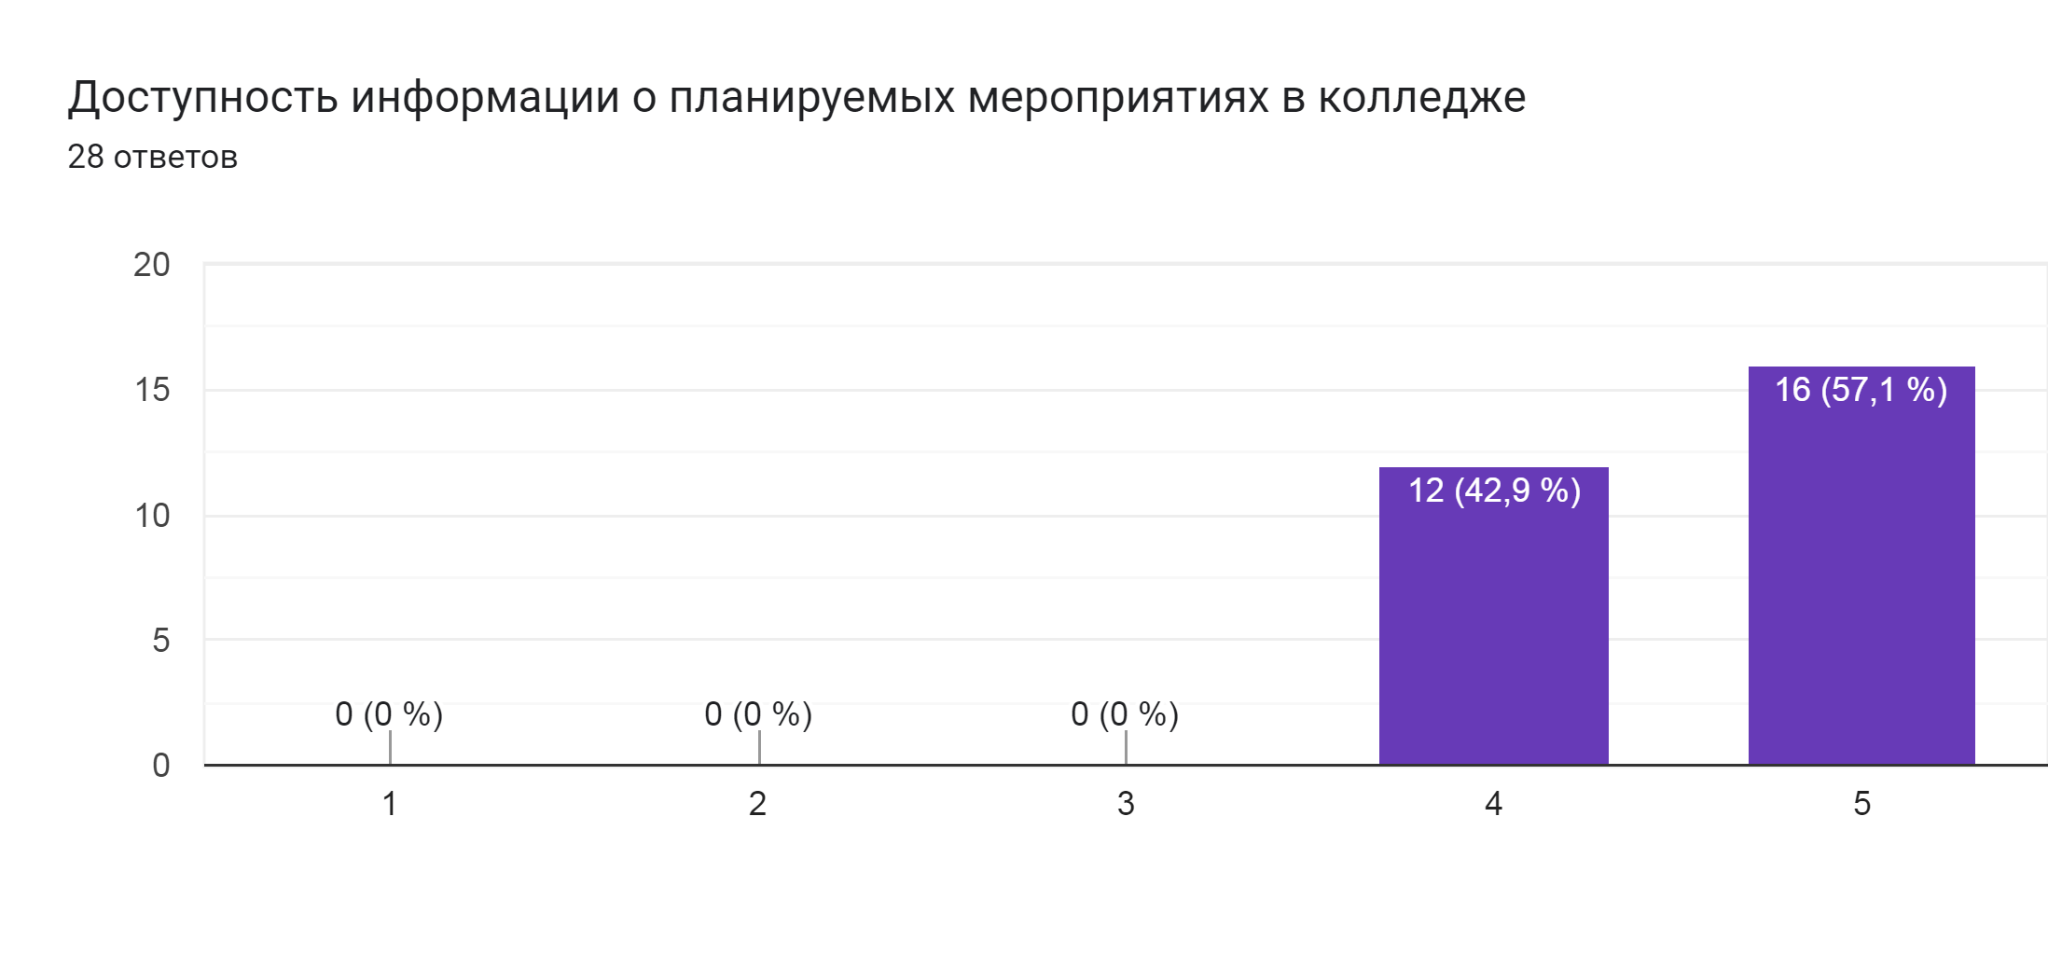 Доступность информации о планируемых мероприятиях в колледже
28 ответов
20
15
10
5
0
0 (0 %)
0 (0 %)
0 (0 %)
12 (42,9 %)
16 (57,1 %)
1
2
3
4
5